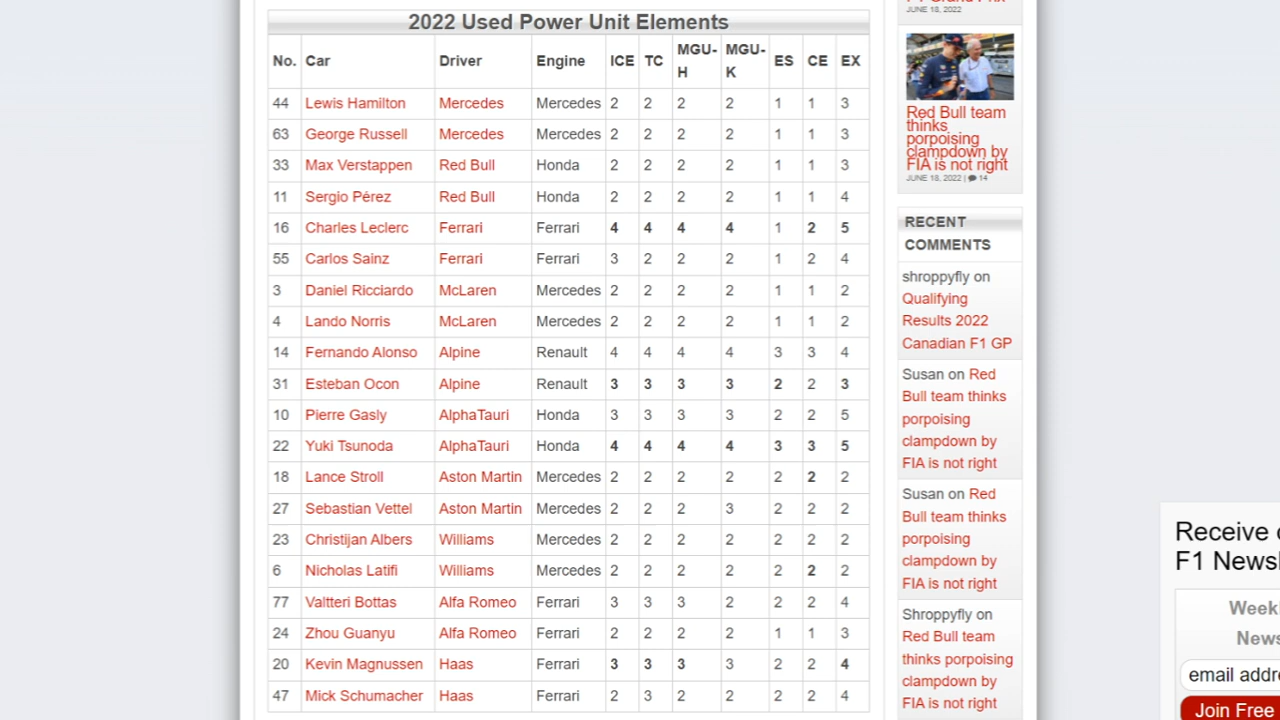 2022 Used Power Unit Elements
No. Car Driver Engine ICE TC MGU-H MGU-K ES CE EX
44 Lewis Hamilton Mercedes Mercedes 2 2 2 2 1 1 3
63 George Russell Mercedes Mercedes 2 2 2 2 1 1 3
33 Max Verstappen Red Bull Honda 2 2 2 2 1 1 3
11 Sergio Pérez Red Bull Honda 2 2 2 2 1 1 4
16 Charles Leclerc Ferrari Ferrari 4 4 4 4 1 2 5
55 Carlos Sainz Ferrari Ferrari 3 2 2 2 1 2 4
3 Daniel Ricciardo McLaren Mercedes 2 2 2 2 1 1 2
4 Lando Norris McLaren Mercedes 2 2 2 2 1 1 2
14 Fernando Alonso Alpine Renault 4 4 4 4 3 3 4
31 Esteban Ocon Alpine Renault 3 3 3 3 2 2 3
10 Pierre Gasly AlphaTauri Honda 3 3 3 3 2 2 5
22 Yuki Tsunoda AlphaTauri Honda 4 4 4 4 3 3 5
18 Lance Stroll Aston Martin Mercedes 2 2 2 2 2 2 2
27 Sebastian Vettel Aston Martin Mercedes 2 2 2 3 2 2 2
23 Christijan Albers Williams Mercedes 2 2 2 2 2 2 2
6 Nicholas Latifi Williams Mercedes 2 2 2 2 2 2 2
77 Valtteri Bottas Alfa Romeo Ferrari 3 3 3 2 2 2 4
24 Zhou Guanyu Alfa Romeo Ferrari 2 2 2 2 1 1 3
20 Kevin Magnussen Haas Ferrari 3 3 3 3 2 2 4
47 Mick Schumacher Haas Ferrari 2 3 2 2 2 2 4
JUNE 18, 2022
Red Bull team
thinks
porpoising
clampdown by
FIA is not right
JUNE 18, 2022 | 14
RECENT
COMMENTS
shroppyfly on
Qualifying
Results 2022
Canadian F1 GP
Susan on Red
Bull team thinks
porpoising
clampdown by
FIA is not right
Susan on Red
Bull team thinks
porpoising
clampdown by
FIA is not right
Shroppyfly on
Red Bull team
thinks porpoising
clampdown by
FIA is not right
Receive
F1 News
Week
News
email addre
Join Free